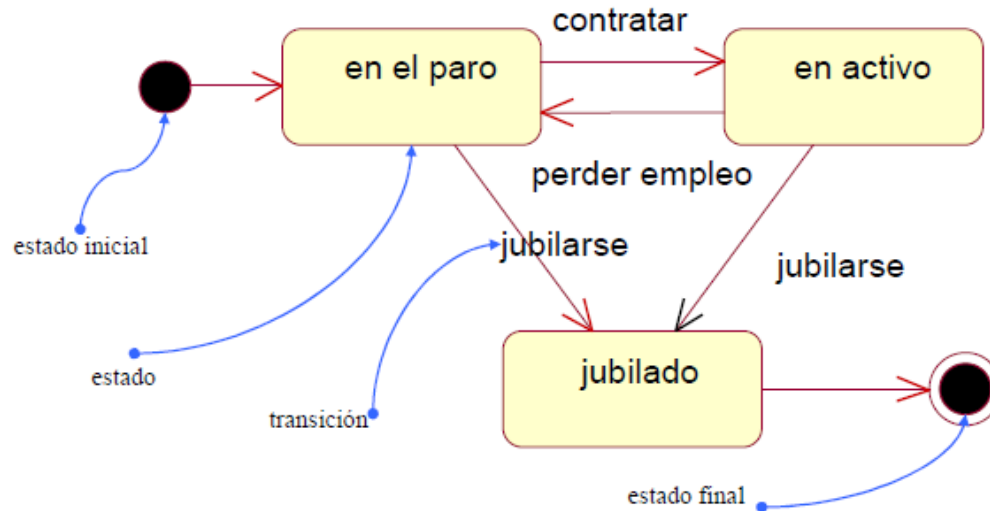 contratar
en el paro
en activo
perder empleo
estado inicial
jubilarse
jubilarse
estado
jubilado
transición
estado final